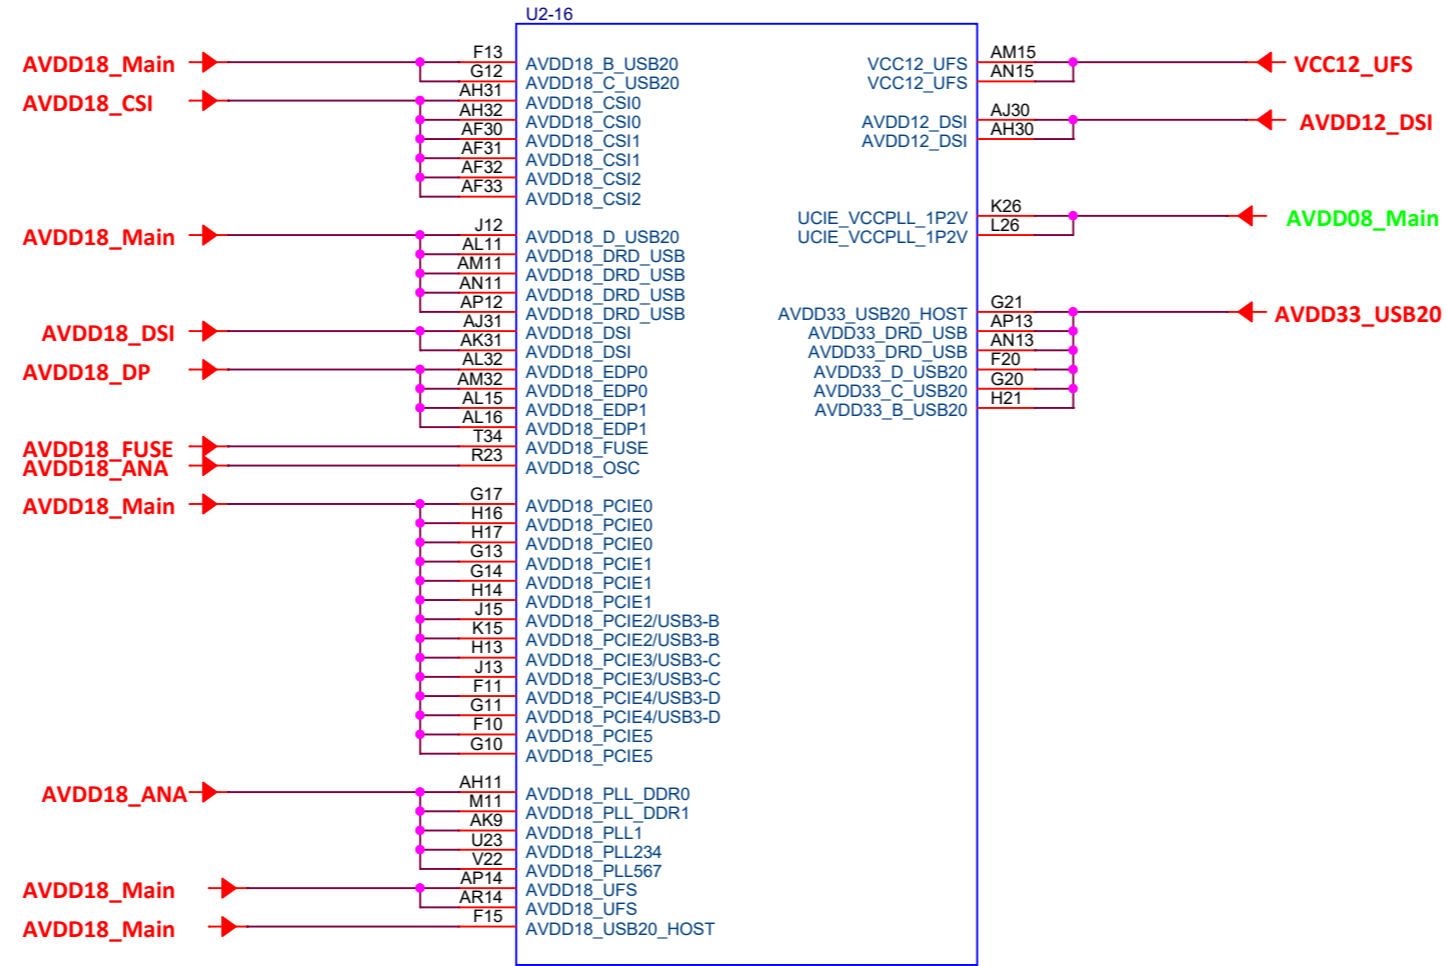 U2-16
AVDD18_Main
F13 AVDD18_B_USB20
G12 AVDD18_C_USB20
AVDD18_CSI
AH31 AVDD18_CSI0
AH32 AVDD18_CSI0
AF30 AVDD18_CSI1
AF31 AVDD18_CSI1
AF32 AVDD18_CSI2
AF33 AVDD18_CSI2
AVDD18_Main
J12 AVDD18_D_USB20
AL11 AVDD18_DRD_USB
AM11 AVDD18_DRD_USB
AN11 AVDD18_DRD_USB
AP12 AVDD18_DRD_USB
AVDD18_DSI
AJ31 AVDD18_DSI
AK31 AVDD18_DSI
AVDD18_DP
AL32 AVDD18_EDP0
AM32 AVDD18_EDP0
AL15 AVDD18_EDP1
AL16 AVDD18_EDP1
AVDD18_FUSE
T34 AVDD18_FUSE
AVDD18_ANA
R23 AVDD18_OSC
AVDD18_Main
G17 AVDD18_PCIE0
H16 AVDD18_PCIE0
H17 AVDD18_PCIE0
G13 AVDD18_PCIE1
G14 AVDD18_PCIE1
H14 AVDD18_PCIE1
J15 AVDD18_PCIE2/USB3-B
K15 AVDD18_PCIE2/USB3-B
H13 AVDD18_PCIE3/USB3-C
J13 AVDD18_PCIE3/USB3-C
F11 AVDD18_PCIE4/USB3-D
G11 AVDD18_PCIE4/USB3-D
F10 AVDD18_PCIE5
G10 AVDD18_PCIE5
AVDD18_ANA
AH11 AVDD18_PLL_DDR0
M11 AVDD18_PLL_DDR1
AK9 AVDD18_PLL1
U23 AVDD18_PLL234
V22 AVDD18_PLL567
AVDD18_Main
AP14 AVDD18_UFS
AR14 AVDD18_UFS
AVDD18_Main
F15 AVDD18_USB20_HOST
VCC12_UFS AM15
VCC12_UFS AN15
VCC12_UFS
AVDD12_DSI AJ30
AVDD12_DSI AH30
AVDD12_DSI
UCIE_VCCPLL_1P2V K26
UCIE_VCCPLL_1P2V L26
AVDD08_Main
AVDD33_USB20_HOST G21
AVDD33_DRD_USB AP13
AVDD33_DRD_USB AN13
AVDD33_D_USB20 F20
AVDD33_C_USB20 G20
AVDD33_B_USB20 H21
AVDD33_USB20